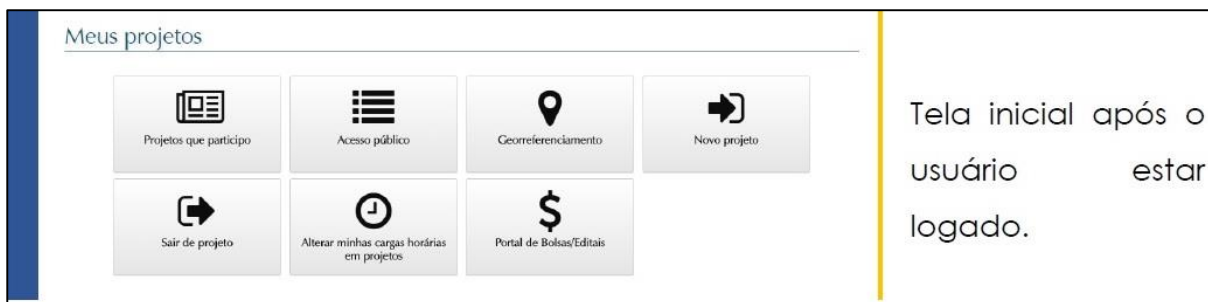 Meus projetos
Projetos que participo
Acesso público
Georreferenciamento
Novo projeto
Sair de projeto
Alterar minhas cargas horárias
em projetos
Portal de Bolsas/Editais
Tela inicial após o
usuário estar
logado.